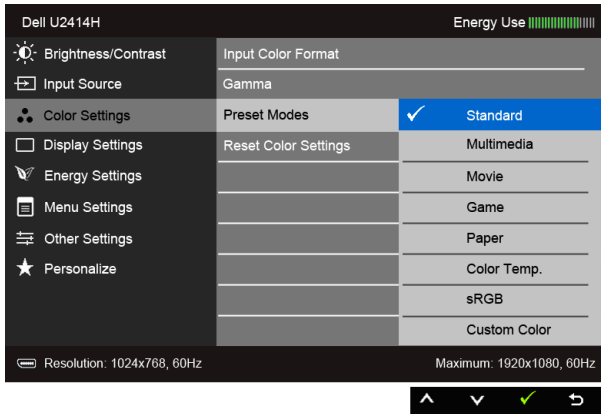 Dell U2414H Energy Use
Brightness/Contrast Input Color Format
Input Source Gamma
Color Settings Preset Modes Standard
Display Settings Reset Color Settings Multimedia
Energy Settings Movie
Menu Settings Game
Other Settings Paper
Personalize Color Temp.
sRGB
Custom Color
Resolution: 1024x768, 60Hz Maximum: 1920x1080, 60Hz